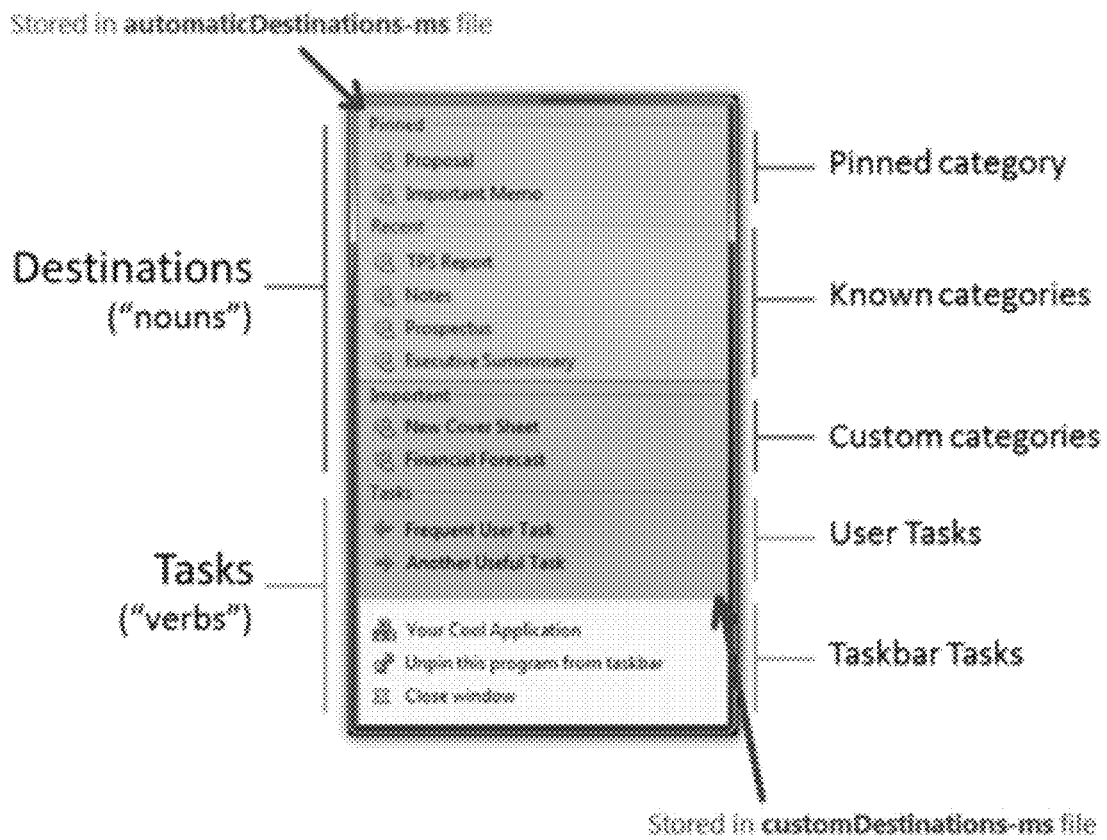 Stored in automaticDestinations-ms file
Pinned
Proposal
Important Memo
Recent
TPS Report
Notes
Prospectus
Executive Summmary
Important
New Cover Sheet
Financial Forecast
Tasks
Frequent User Task
Another Useful Task
Your Cool Application
Unpin this program from taskbar
Close window
Destinations
(“nouns”)
Tasks
(“verbs”)
Pinned category
Known categories
Custom categories
User Tasks
Taskbar Tasks
Stored in customDestinations-ms file